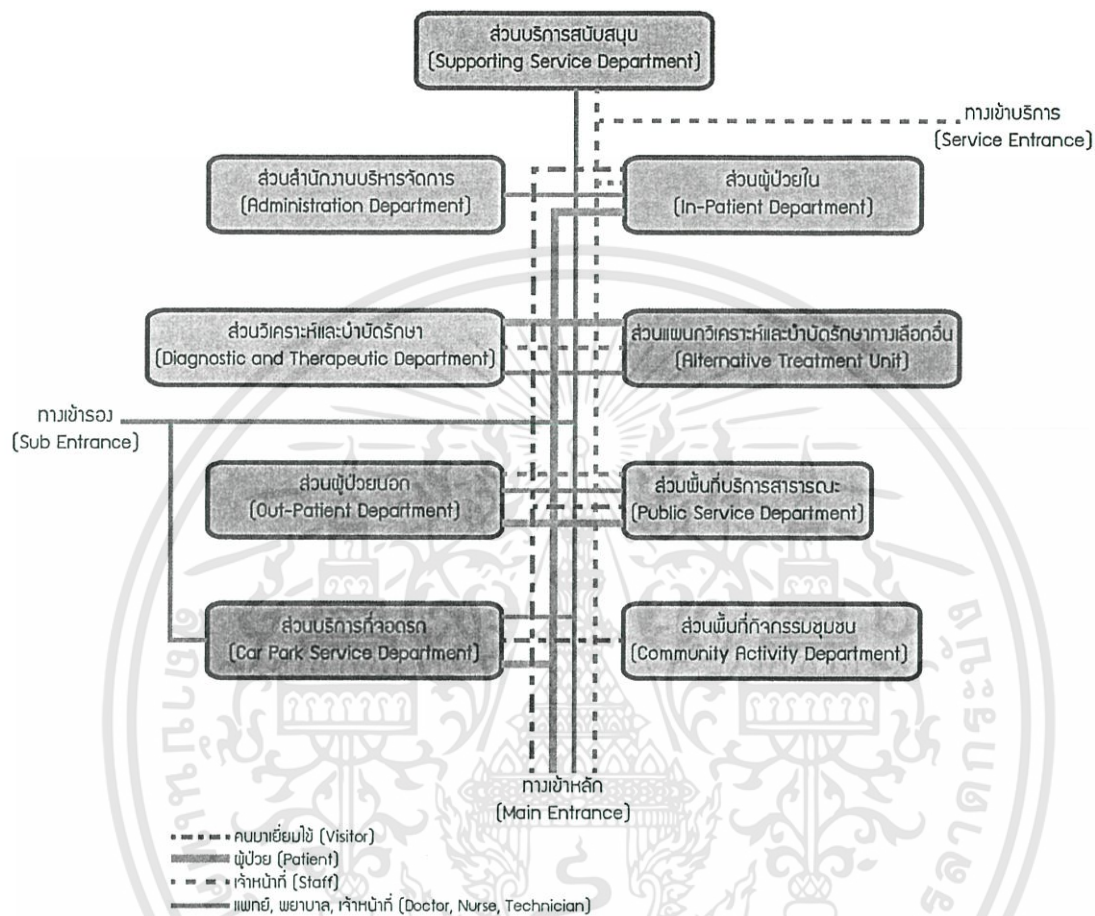 ส่วนบริการสนับสนุน
(Supporting Service Department)
ทางเข้าบริการ
(Service Entrance)
ส่วนสำนักงานบริหารจัดการ
(Administration Department)
ส่วนผู้ป่วยใน
(In-Patient Department)
ส่วนวิเคราะห์และบำบัดรักษา
(Diagnostic and Therapeutic Department)
ส่วนแผนกวิเคราะห์และบำบัดรักษาทางเลือกอื่น
(Alternative Treatment Unit)
ทางเข้ารอง
(Sub Entrance)
ส่วนผู้ป่วยนอก
(Out-Patient Department)
ส่วนพื้นที่บริการสาธารณะ
(Public Service Department)
ส่วนบริการที่จอดรถ
(Car Park Service Department)
ส่วนพื้นที่กิจกรรมชุมชน
(Community Activity Department)
ทางเข้าหลัก
(Main Entrance)
คนมาเยี่ยมไข้ (Visitor)
ผู้ป่วย (Patient)
เจ้าหน้าที่ (Staff)
แพทย์, พยาบาล, เจ้าหน้าที่ (Doctor, Nurse, Technician)